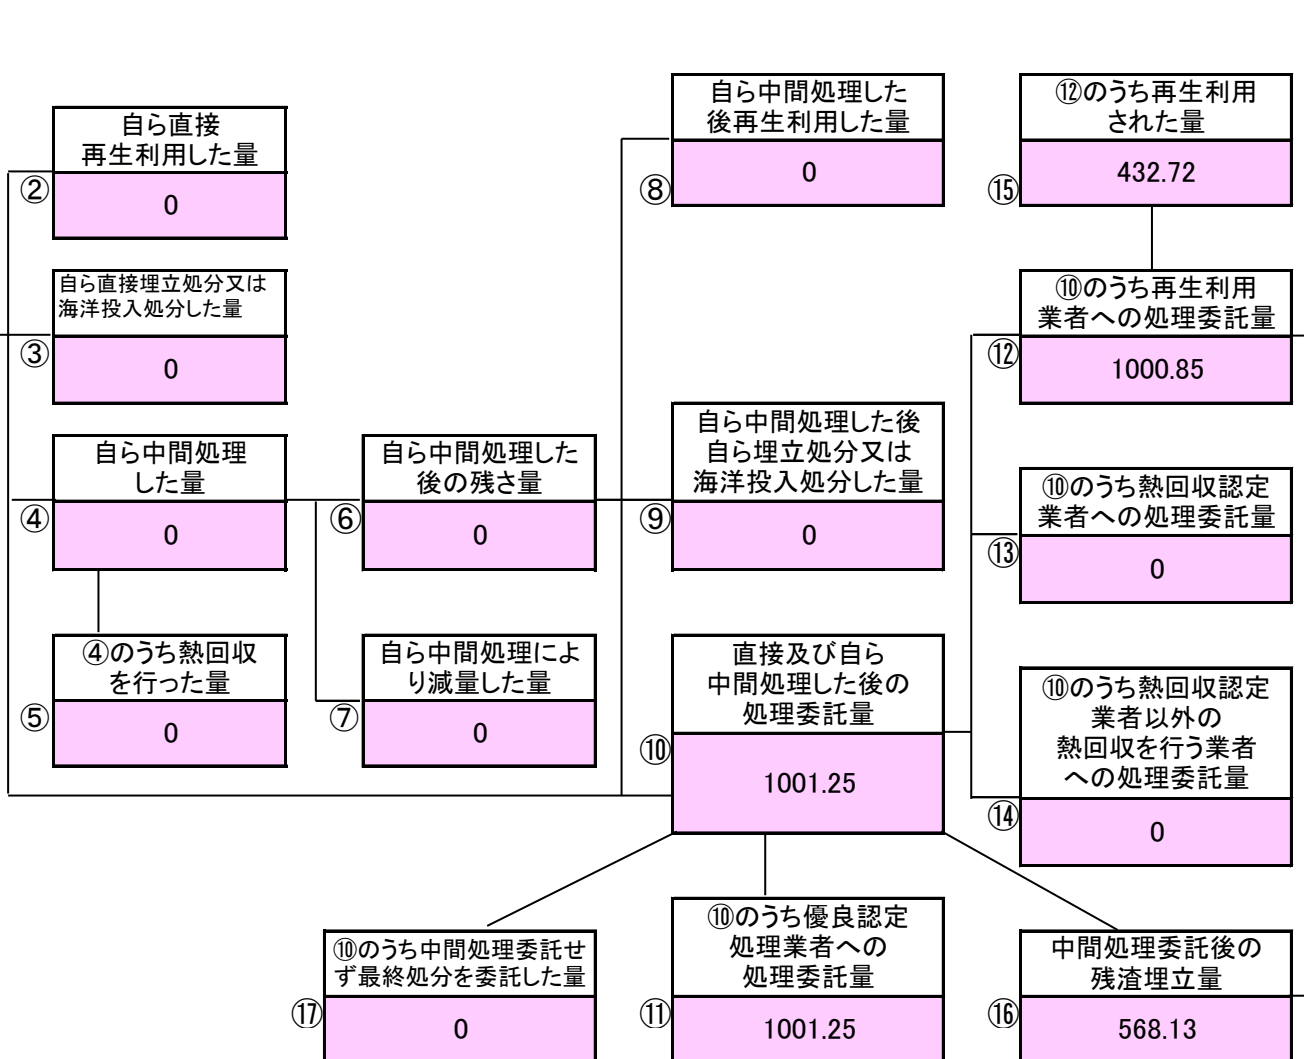 自ら直接
再生利用した量
②
0
自ら直接埋立処分又は
海洋投入処分した量
③
0
自ら中間処理
した量
④
0
④のうち熱回収
を行った量
⑤
0
自ら中間処理した
後の残さ量
⑥
0
自ら中間処理によ
り減量した量
⑦
0
自ら中間処理した
後再生利用した量
⑧
0
自ら中間処理した後
自ら埋立処分又は
海洋投入処分した量
⑨
0
直接及び自ら
中間処理した後の
処理委託量
⑩
1001.25
⑫のうち再生利用
された量
⑮
432.72
⑩のうち再生利用
業者への処理委託量
⑫
1000.85
⑩のうち熱回収認定
業者への処理委託量
⑬
0
⑩のうち熱回収認定
業者以外の
熱回収を行う業者
への処理委託量
⑭
0
⑩のうち中間処理委託せ
ず最終処分を委託した量
⑰
0
⑩のうち優良認定
処理業者への
処理委託量
⑪
1001.25
中間処理委託後の
残渣埋立量
⑯
568.13